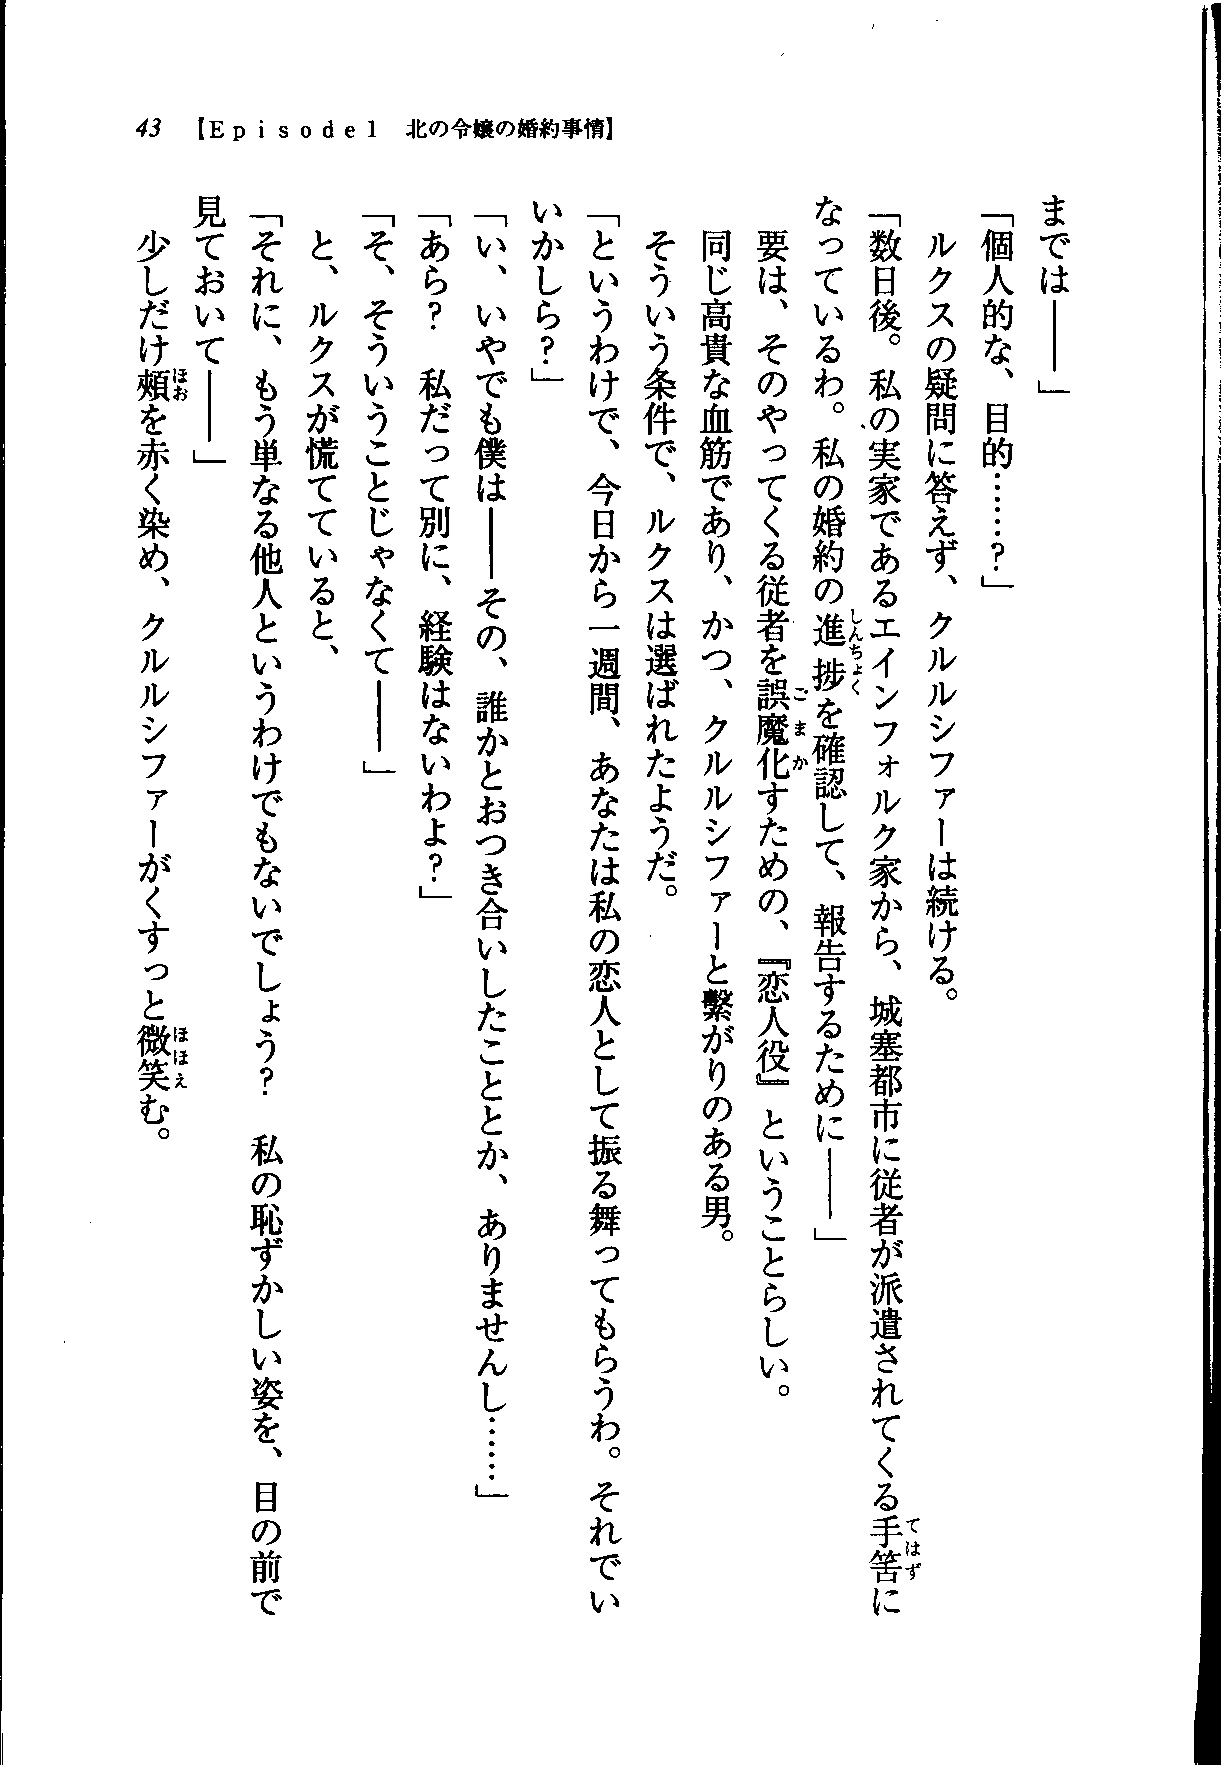 43 【Episode1 北の令嬢の婚約事情】
までは――」
「個人的な、目的……？」
ルクスの疑問に答えず、クルルシファーは続ける。
「数日後。私の実家であるエインフォルク家から、城塞都市に従者が派遣されてくる手筈に
なっているわ。私の婚約の進捗を確認して、報告するために――」
要は、そのやってくる従者を誤魔化すための、『恋人役』ということらしい。
同じ高貴な血筋であり、かつ、クルルシファーと繫がりのある男。
そういう条件で、ルクスは選ばれたようだ。
「というわけで、今日から一週間、あなたは私の恋人として振る舞ってもらうわ。それでい
いかしら？」
「い、いやでも僕は――その、誰かとおつき合いしたこととか、ありませんし……」
「あら？　私だって別に、経験はないわよ？」
「そ、そういうことじゃなくて――」
と、ルクスが慌てていると、
「それに、もう単なる他人というわけでもないでしょう？　私の恥ずかしい姿を、目の前で
見ておいて――」
少しだけ頰を赤く染め、クルルシファーがくすっと微笑む。